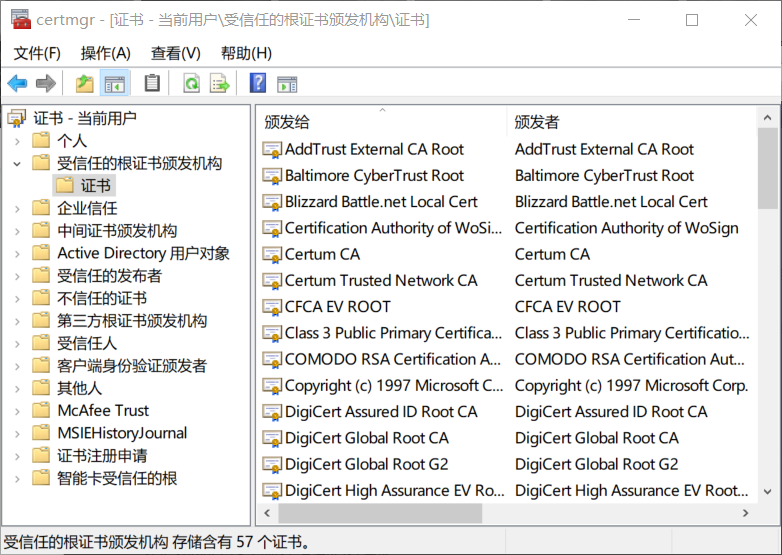 certmgr - [证书 - 当前用户\受信任的根证书颁发机构\证书]
文件(F) 操作(A) 查看(V) 帮助(H)
证书 - 当前用户
个人
受信任的根证书颁发机构
证书
企业信任
中间证书颁发机构
Active Directory 用户对象
受信任的发布者
不信任的证书
第三方根证书颁发机构
受信任人
客户端身份验证颁发者
其他人
McAfee Trust
MSIEHistoryJournal
证书注册申请
智能卡受信任的根
颁发给 颁发者
AddTrust External CA Root AddTrust External CA Root
Baltimore CyberTrust Root Baltimore CyberTrust Root
Blizzard Battle.net Local Cert Blizzard Battle.net Local Cert
Certification Authority of WoSi... Certification Authority of WoSign
Certum CA Certum CA
Certum Trusted Network CA Certum Trusted Network CA
CFCA EV ROOT CFCA EV ROOT
Class 3 Public Primary Certifica... Class 3 Public Primary Certificatio...
COMODO RSA Certification A... COMODO RSA Certification Aut...
Copyright (c) 1997 Microsoft C... Copyright (c) 1997 Microsoft Corp.
DigiCert Assured ID Root CA DigiCert Assured ID Root CA
DigiCert Global Root CA DigiCert Global Root CA
DigiCert Global Root G2 DigiCert Global Root G2
DigiCert High Assurance EV Ro... DigiCert High Assurance EV Root...
受信任的根证书颁发机构 存储含有 57 个证书。